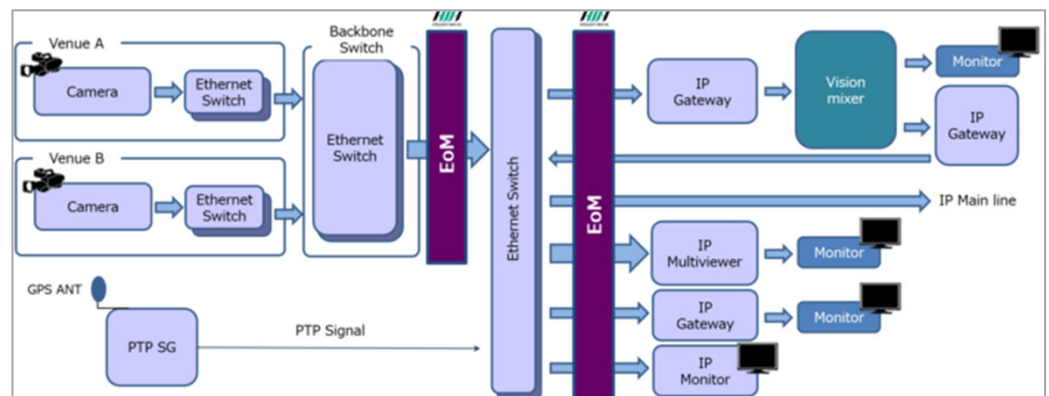 Venue A
Camera
Ethernet
Switch
Venue B
Camera
Ethernet
Switch
Backbone
Switch
Ethernet
Switch
EoM
Ethernet Switch
EoM
GPS ANT
PTP SG
PTP Signal
IP
Gateway
Vision
mixer
Monitor
IP
Gateway
IP Main line
IP
Multiviewer
Monitor
IP
Gateway
Monitor
IP
Monitor